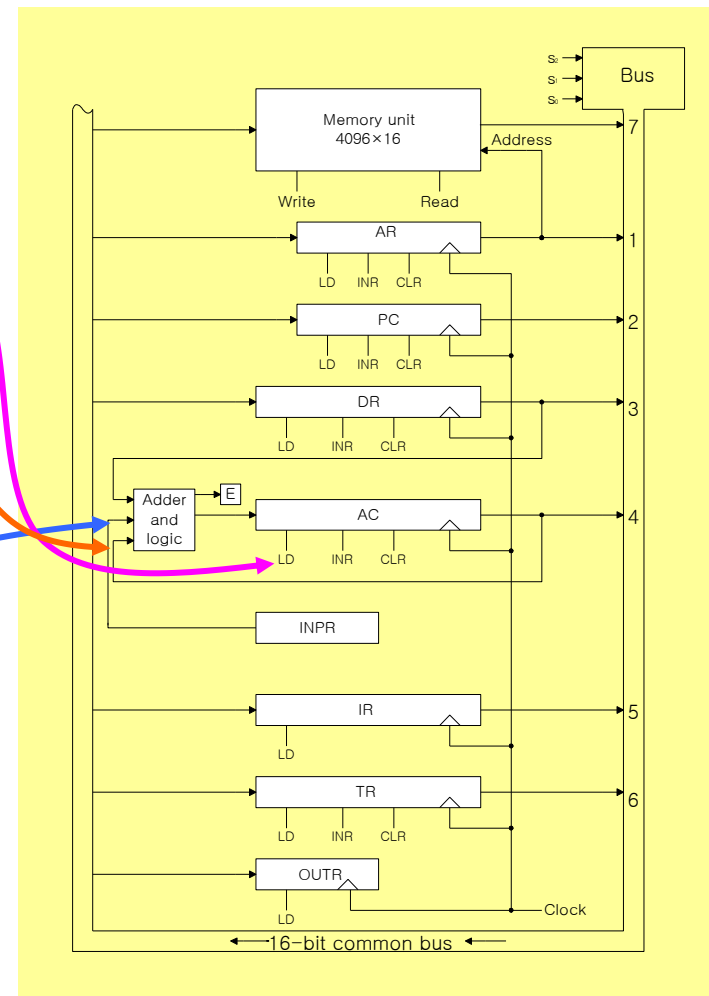 S₂
S₁
S₀
Bus
Memory unit
4096×16
7
Address
Write
Read
AR
1
LD
INR
CLR
PC
2
LD
INR
CLR
DR
3
LD
INR
CLR
Adder
and
logic
E
AC
4
LD
INR
CLR
INPR
IR
5
LD
TR
6
LD
INR
CLR
OUTR
LD
Clock
16-bit common bus